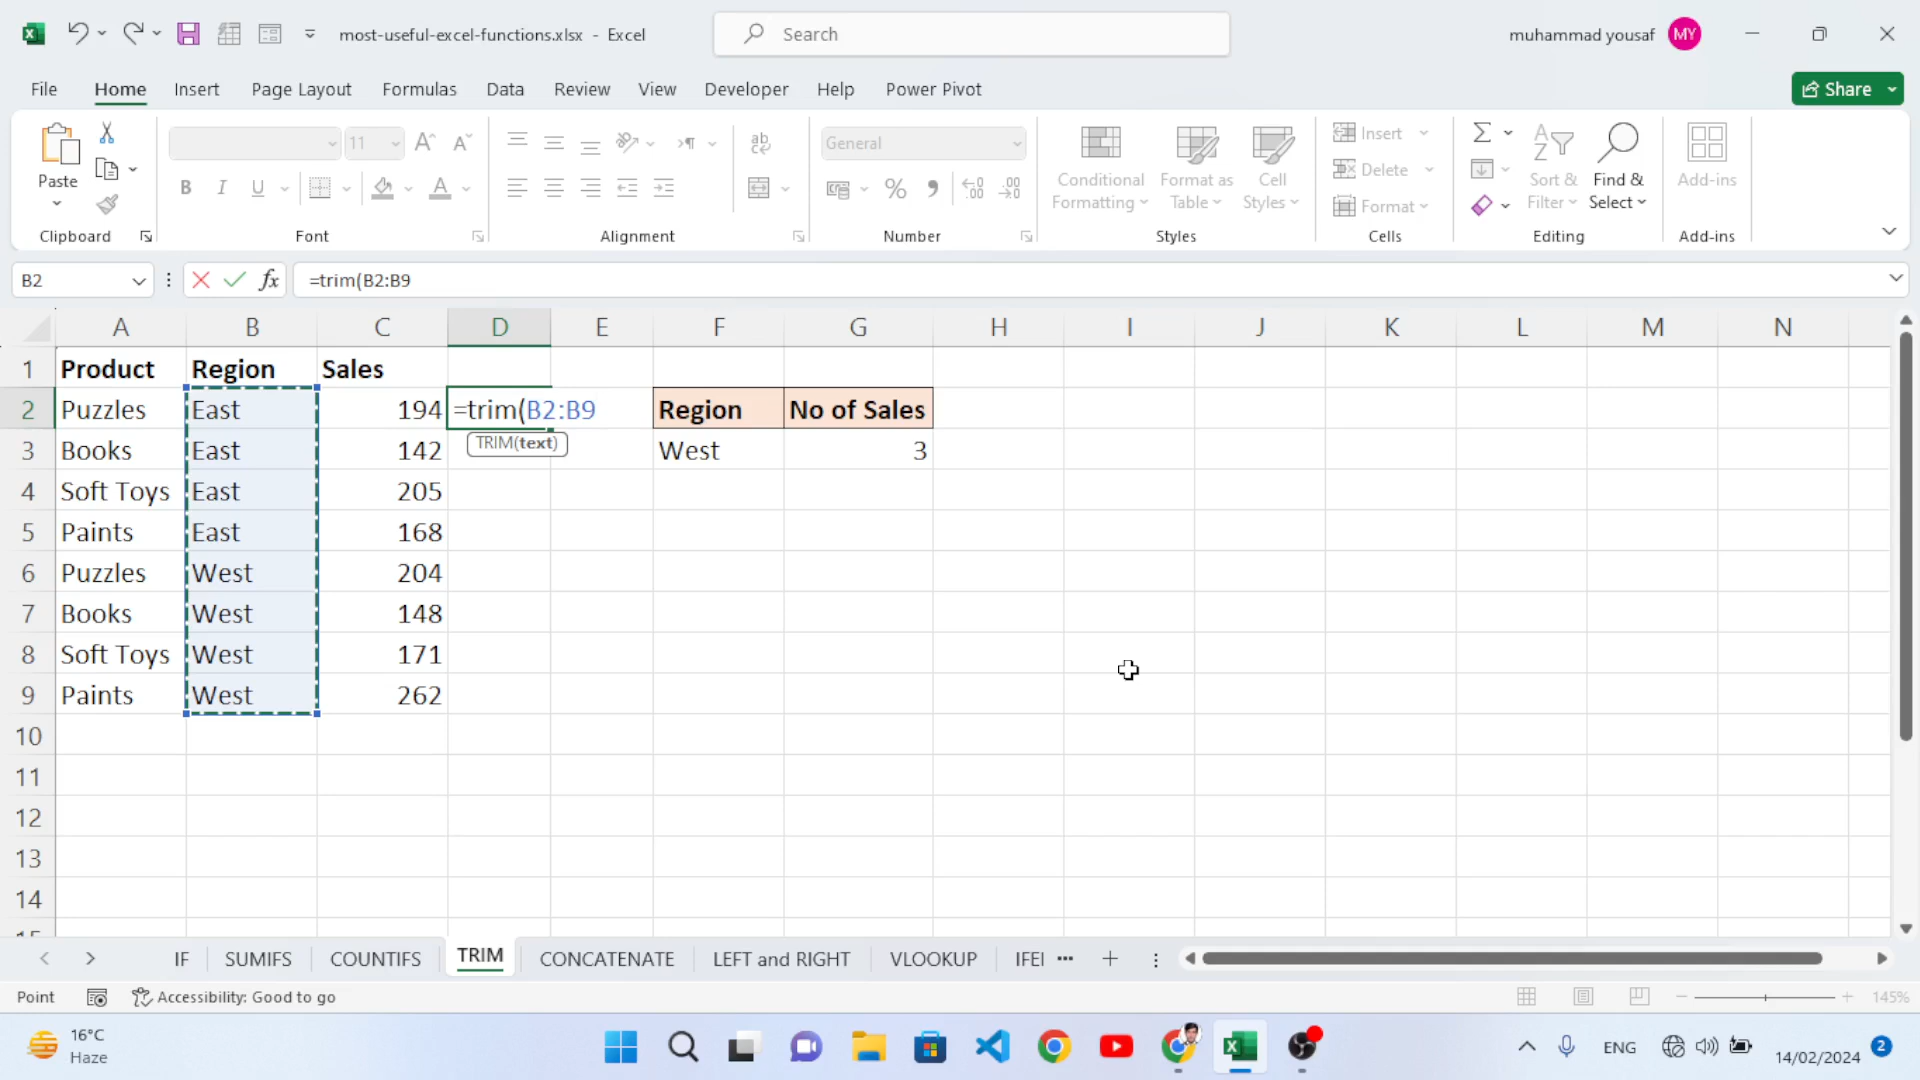 most-useful-excel-functions.xlsx - Excel
Search
muhammad yousaf MY
File Home Insert Page Layout Formulas Data Review View Developer Help Power Pivot Share
Paste
11
General
Conditional Formatting
Format as Table
Cell Styles
Insert
Delete
Format
Sort & Filter
Find & Select
Add-ins
Clipboard Font Alignment Number Styles Cells Editing Add-ins
B2 fx =trim(B2:B9
A B C D E F G H I J K L M N
1 Product Region Sales
2 Puzzles East 194 =trim(B2:B9 Region No of Sales
TRIM(text)
3 Books East 142 West 3
4 Soft Toys East 205
5 Paints East 168
6 Puzzles West 204
7 Books West 148
8 Soft Toys West 171
9 Paints West 262
10
11
12
13
14
15
IF SUMIFS COUNTIFS TRIM CONCATENATE LEFT and RIGHT VLOOKUP IFEI ···
Point Accessibility: Good to go 145%
16°C
Haze
ENG 14/02/2024 2